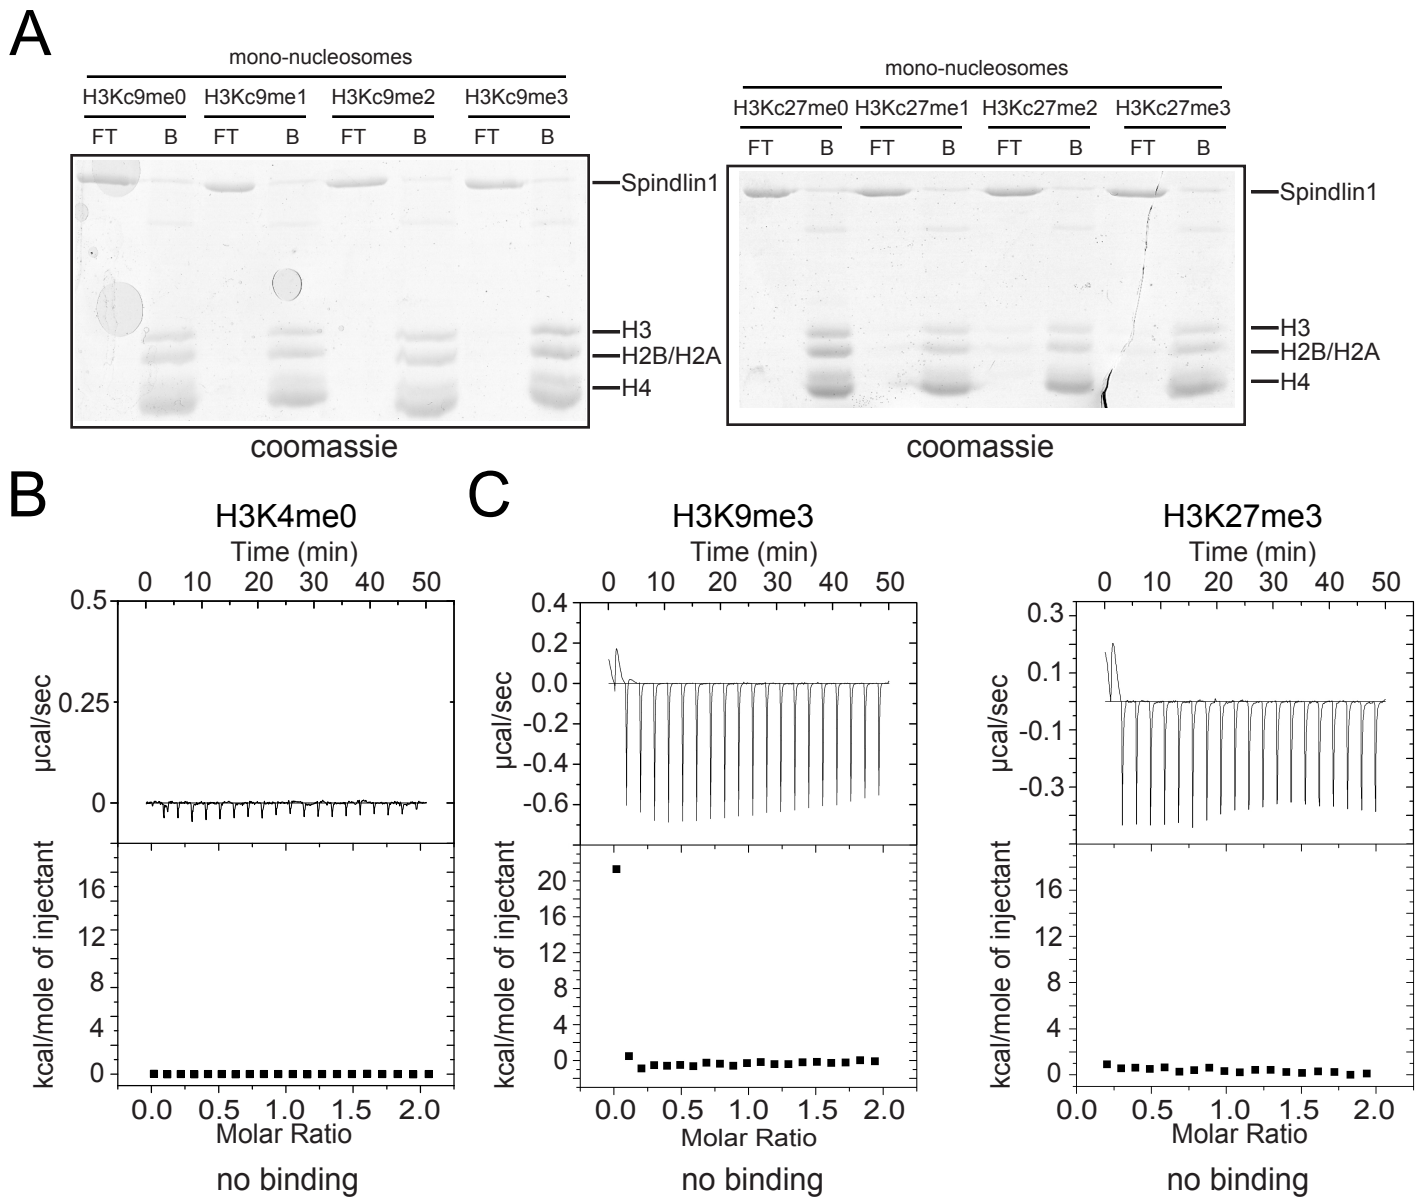 A
mono-nucleosomes
H3Kc9me0 H3Kc9me1 H3Kc9me2 H3Kc9me3
FT B FT B FT B FT B
Spindlin1
H3
H2B/H2A
H4
coomassie
mono-nucleosomes
H3Kc27me0 H3Kc27me1 H3Kc27me2 H3Kc27me3
FT B FT B FT B FT B
Spindlin1
H3
H2B/H2A
H4
coomassie
B
H3K4me0
Time (min)
0 10 20 30 40 50
0.5
0.25
0
µcal/sec
16
12
8
4
0
kcal/mole of injectant
0.0 0.5 1.0 1.5 2.0
Molar Ratio
no binding
C
H3K9me3
Time (min)
0 10 20 30 40 50
0.4
0.2
0.0
-0.2
-0.4
-0.6
µcal/sec
20
16
12
8
4
0
kcal/mole of injectant
0.0 0.5 1.0 1.5 2.0
Molar Ratio
no binding
H3K27me3
Time (min)
0 10 20 30 40 50
0.3
0.1
-0.1
-0.3
µcal/sec
16
12
8
4
0
kcal/mole of injectant
0.0 0.5 1.0 1.5 2.0
Molar Ratio
no binding